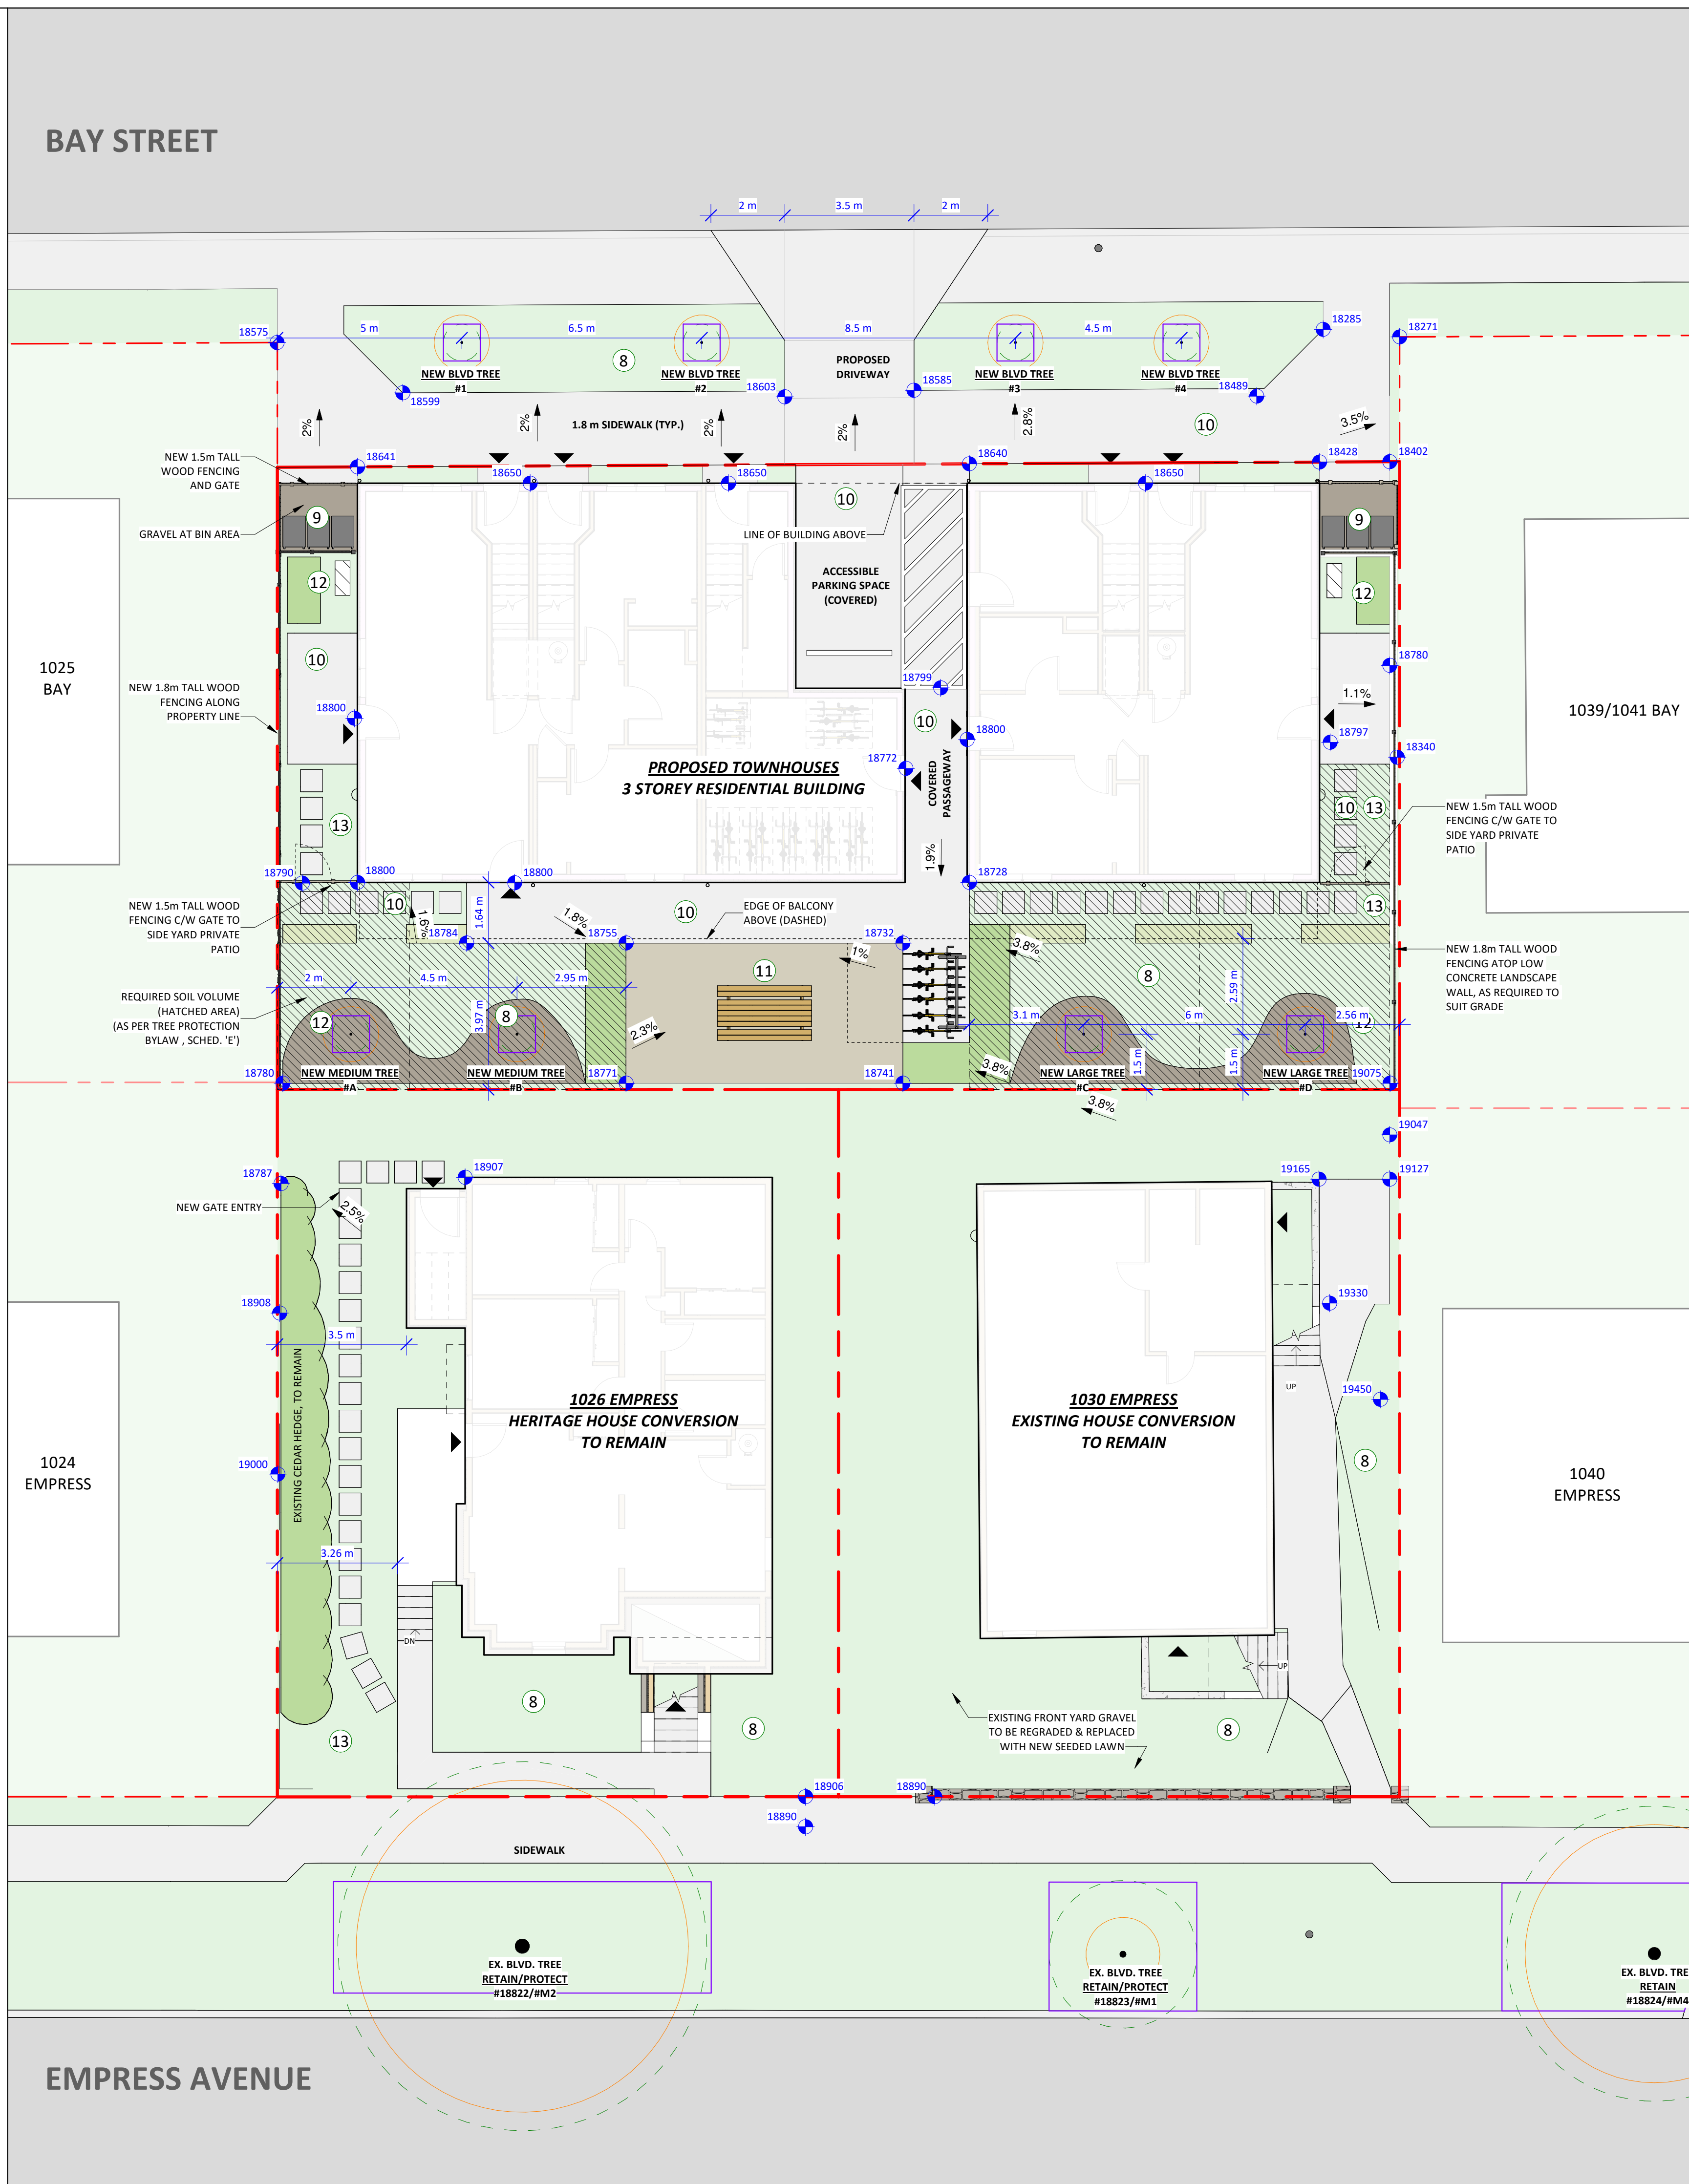 BAY STREET
2 m
3.5 m
2 m
18575
5 m
6.5 m
8.5 m
4.5 m
18285
18271
8
PROPOSED
DRIVEWAY
NEW BLVD TREE
#1
NEW BLVD TREE
#2
NEW BLVD TREE
#3
NEW BLVD TREE
#4
18599
18603
18585
18489
2%
2%
1.8 m SIDEWALK (TYP.)
2%
2%
2.8%
10
3.5%
NEW 1.5m TALL
WOOD FENCING
AND GATE
18641
18650
18650
18640
18650
18428
18402
GRAVEL AT BIN AREA
9
10
LINE OF BUILDING ABOVE
9
12
ACCESSIBLE
PARKING SPACE
(COVERED)
12
1025
BAY
10
NEW 1.8m TALL WOOD
FENCING ALONG
PROPERTY LINE
18800
18799
10
18800
18780
1.1%
18797
1039/1041 BAY
18772
18340
PROPOSED TOWNHOUSES
3 STOREY RESIDENTIAL BUILDING
COVERED
PASSAGEWAY
1.9%
13
10
13
NEW 1.5m TALL WOOD
FENCING C/W GATE TO
SIDE YARD PRIVATE
PATIO
18790
18800
18800
18728
NEW 1.5m TALL WOOD
FENCING C/W GATE TO
SIDE YARD PRIVATE
PATIO
10
1.6%
18784
1.64 m
1.8%
18755
10
EDGE OF BALCONY
ABOVE (DASHED)
18732
1%
3.8%
13
NEW 1.8m TALL WOOD
FENCING ATOP LOW
CONCRETE LANDSCAPE
WALL, AS REQUIRED TO
SUIT GRADE
11
8
2 m
4.5 m
2.95 m
2.59 m
REQUIRED SOIL VOLUME
(HATCHED AREA)
(AS PER TREE PROTECTION
BYLAW , SCHED. 'E')
12
3.97 m
8
2.3%
3.1 m
6 m
2.56 m
12
1.5 m
1.5 m
18780
NEW MEDIUM TREE
#A
NEW MEDIUM TREE
#B
18771
18741
3.8%
NEW LARGE TREE
#C
NEW LARGE TREE
#D
19075
3.8%
19047
18787
18907
19165
19127
NEW GATE ENTRY
2.5%
18908
19330
3.5 m
EXISTING CEDAR HEDGE, TO REMAIN
1026 EMPRESS
HERITAGE HOUSE CONVERSION
TO REMAIN
1030 EMPRESS
EXISTING HOUSE CONVERSION
TO REMAIN
UP
19450
8
1024
EMPRESS
19000
1040
EMPRESS
3.26 m
DN
UP
8
8
EXISTING FRONT YARD GRAVEL
TO BE REGRADED & REPLACED
WITH NEW SEEDED LAWN
8
13
18906
18890
18890
SIDEWALK
EX. BLVD. TREE
RETAIN/PROTECT
#18822/#M2
EX. BLVD. TREE
RETAIN/PROTECT
#18823/#M1
EX. BLVD. TRE
RETAIN
#18824/#M4
EMPRESS AVENUE